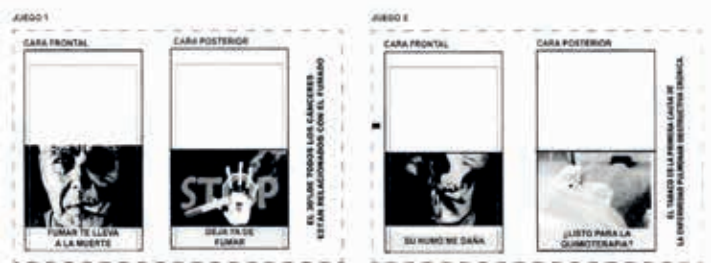 JUEGO 1
CARA FRONTAL
CARA POSTERIOR
STOP
FUMAR TE LLEVA
A LA MUERTE
DEJA YA DE
FUMAR
EL 30% DE TODOS LOS CÁNCERES
ESTÁN RELACIONADOS CON EL FUMADO
JUEGO 2
CARA FRONTAL
CARA POSTERIOR
SU HUMO ME DAÑA
¿LISTO PARA LA
QUIMOTERAPIA?
EL TABACO ES LA PRIMERA CAUSA DE
LA ENFERMEDAD PULMONAR OBSTRUCTIVA CRÓNICA.